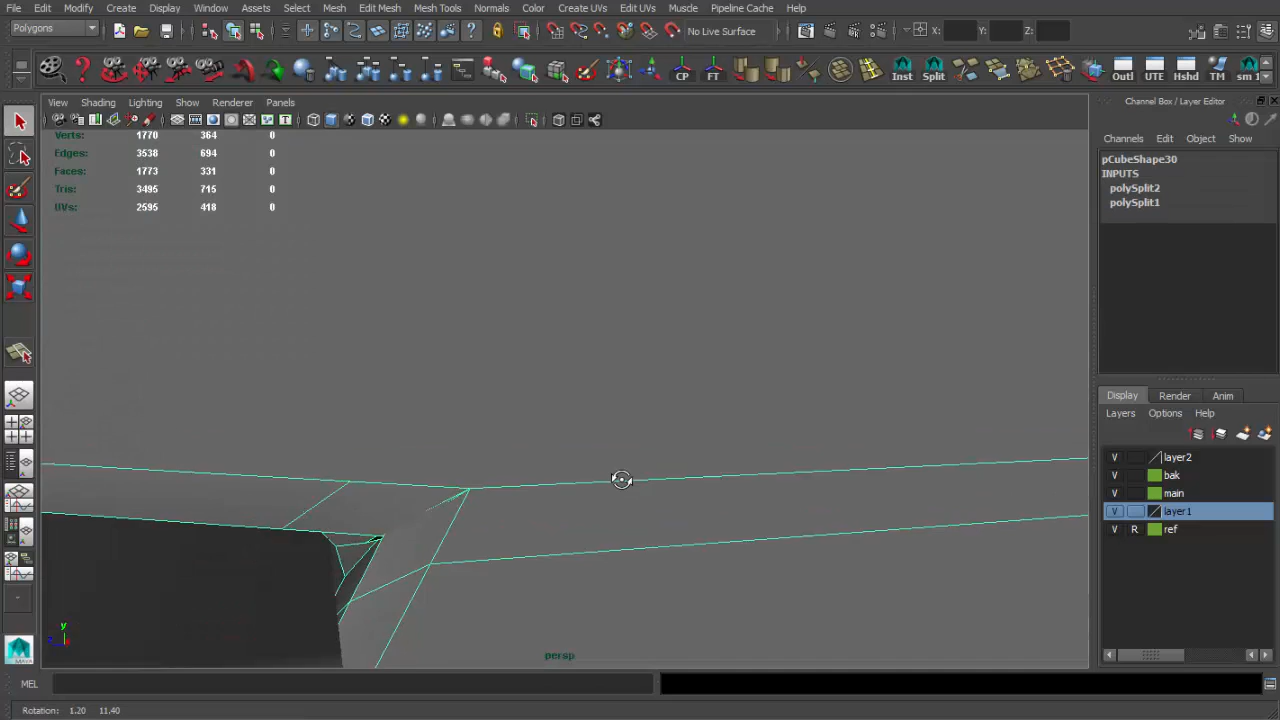 File Edit Modify Create Display Window Assets Select Mesh Edit Mesh Mesh Tools Normals Color Create UVs Edit UVs Muscle Pipeline Cache Help
Polygons No Live Surface X: Y: Z:
CP FT Inst Split Outl UTE Hshd TM sm 1
View Shading Lighting Show Renderer Panels
Channel Box / Layer Editor
Channels Edit Object Show
Verts: 1770 364 0
Edges: 3538 694 0
Faces: 1773 331 0
Tris: 3495 715 0
UVs: 2595 418 0
pCubeShape30
INPUTS
polySplit2
polySplit1
Display Render Anim
Layers Options Help
V layer2
V bak
V main
V layer1
V R ref
y
persp
MAYA
MEL
Rotation: 1.20 11.40